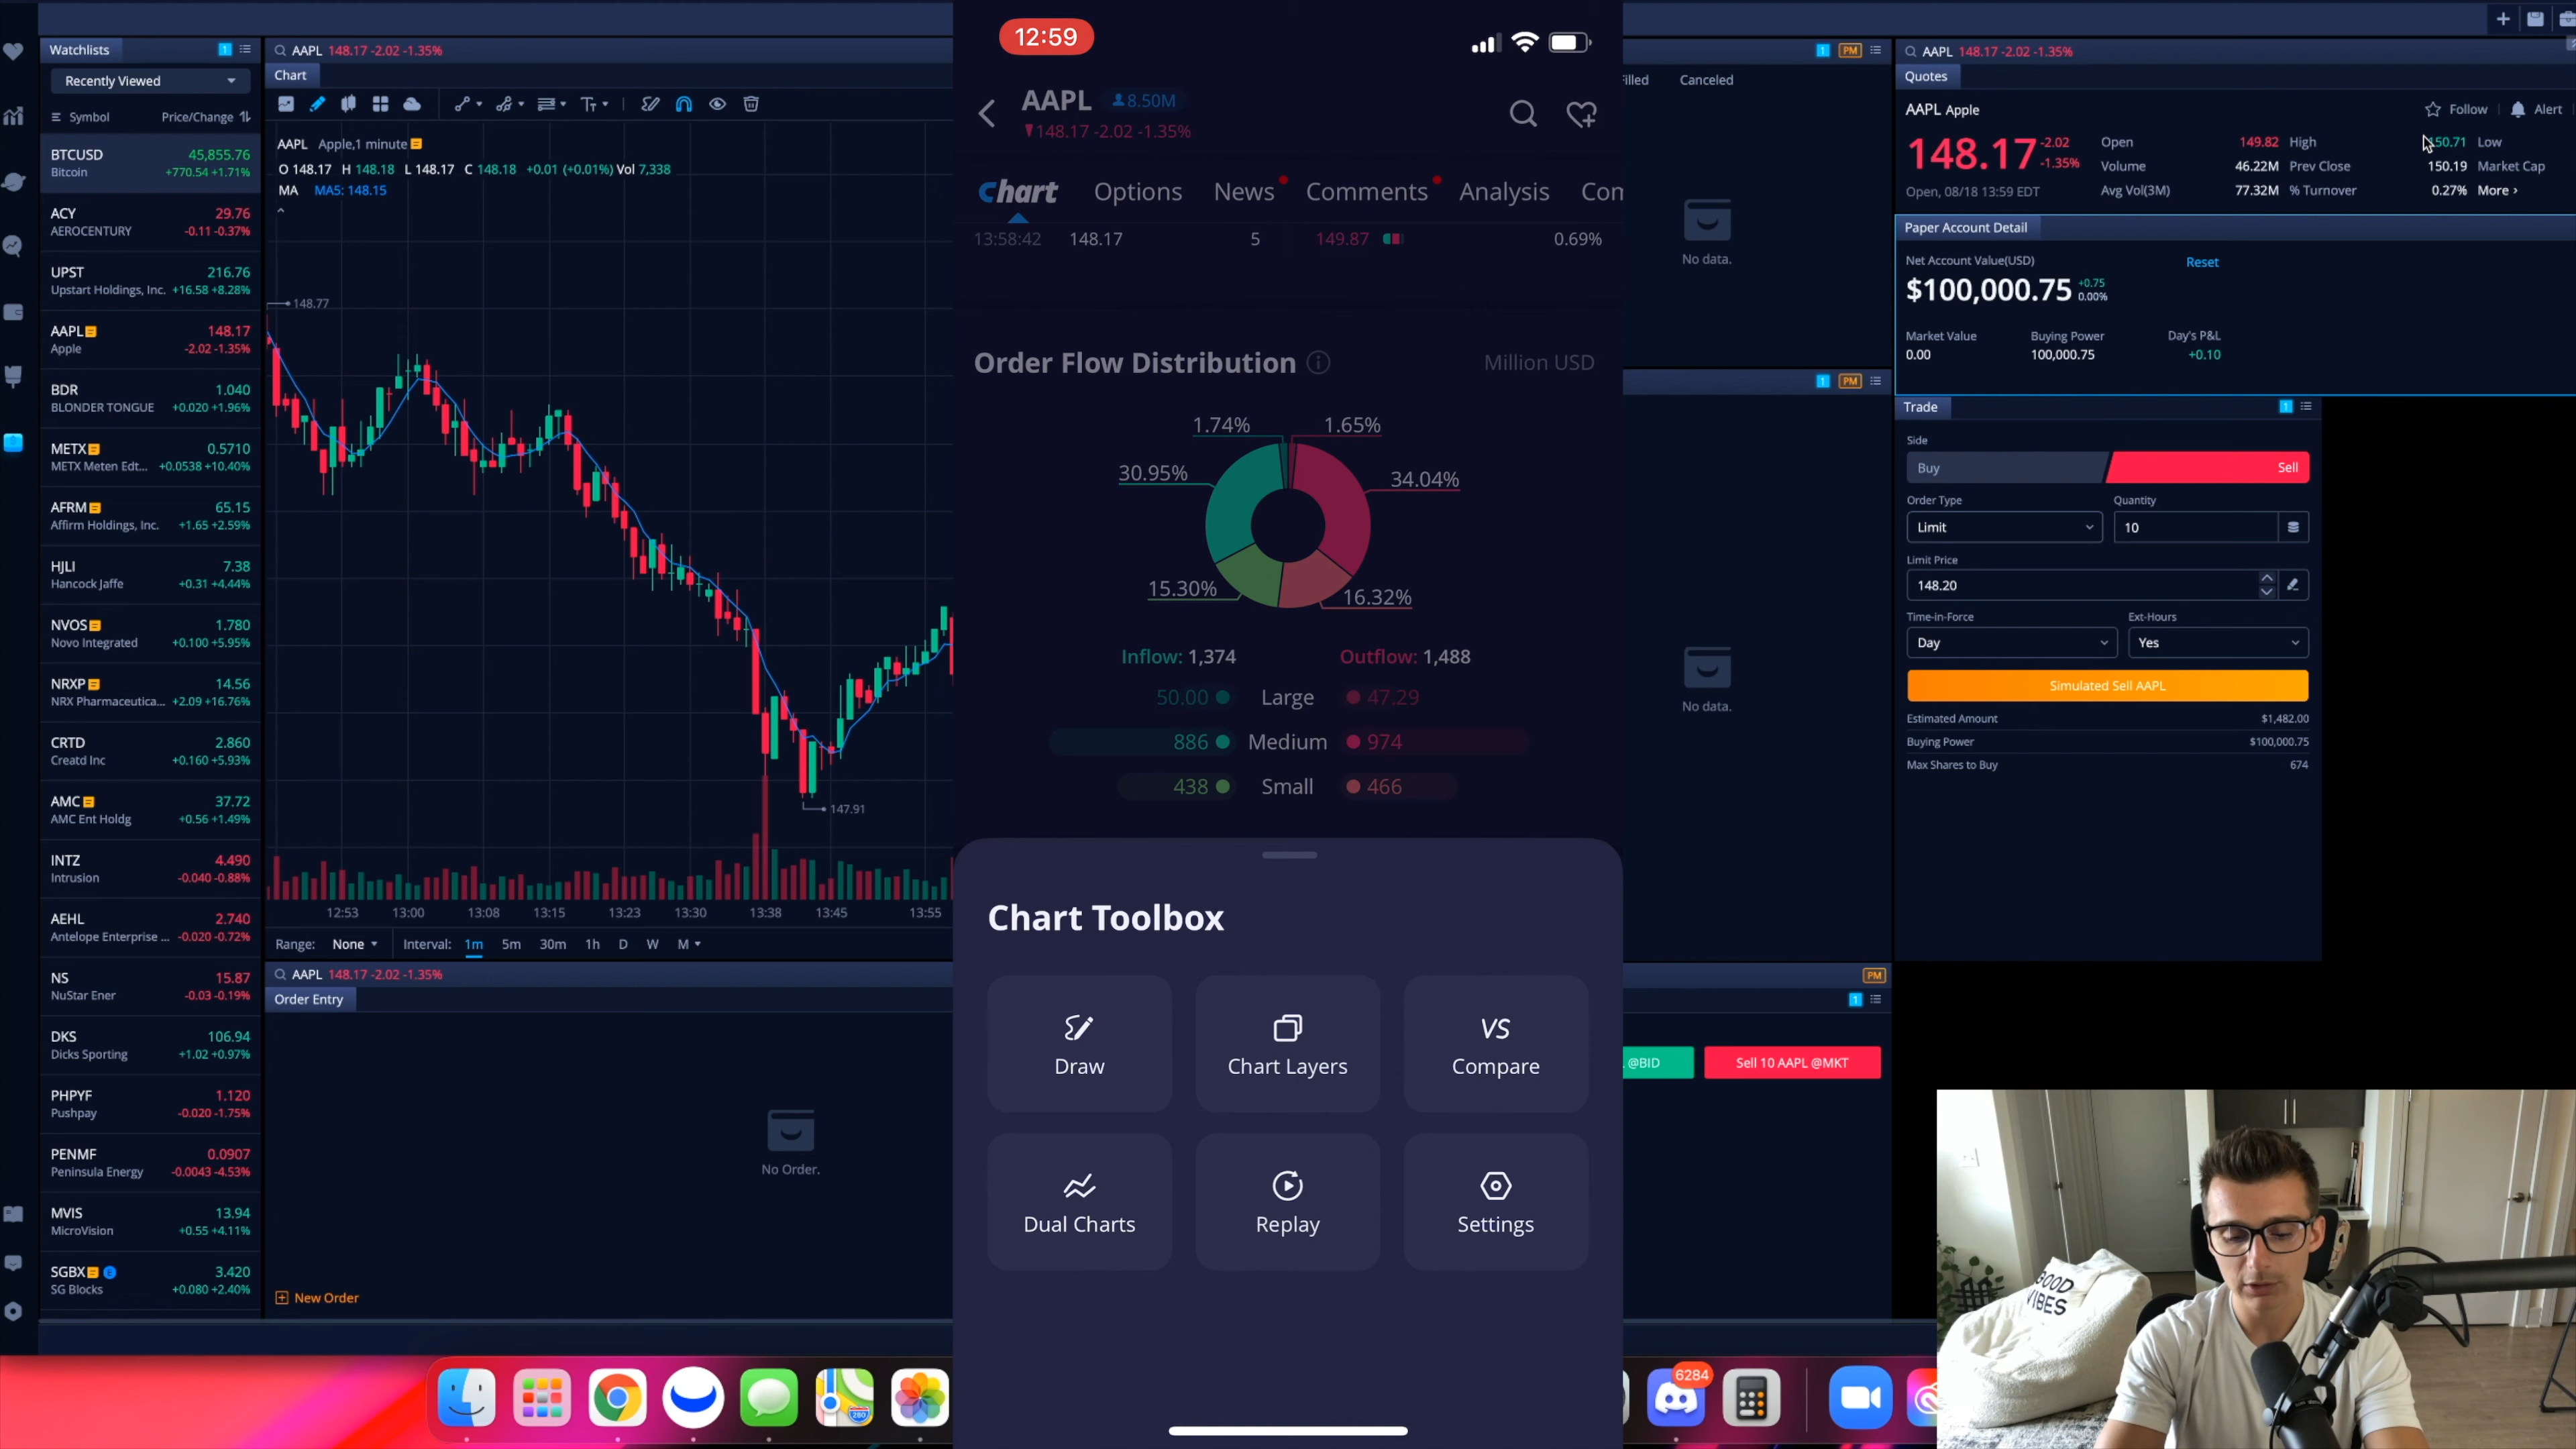 Watchlists
1
Recently Viewed
Symbol Price/Change
BTCUSD 45,855.76
Bitcoin +770.54 +1.71%
ACY 29.76
AEROCENTURY -0.11 -0.37%
UPST 216.76
Upstart Holdings, Inc. +16.58 +8.28%
AAPL 148.17
Apple -2.02 -1.35%
BDR 1.040
BLONDER TONGUE +0.020 +1.96%
METX 0.5710
METX Meten Edt... +0.0538 +10.40%
AFRM 65.15
Affirm Holdings, Inc. +1.65 +2.59%
HJLI 7.38
Hancock Jaffe +0.31 +4.44%
NVOS 1.780
Novo Integrated +0.100 +5.95%
NRXP 14.56
NRX Pharmaceutica... +2.09 +16.76%
CRTD 2.860
Creatd Inc +0.160 +5.93%
AMC 37.72
AMC Ent Holdg +0.56 +1.49%
INTZ 4.490
Intrusion -0.040 -0.88%
AEHL 2.740
Antelope Enterprise ... -0.020 -0.72%
NS 15.87
NuStar Ener -0.03 -0.19%
DKS 106.94
Dicks Sporting +1.02 +0.97%
PHPYF 1.120
Pushpay -0.020 -1.75%
PENMF 0.0907
Peninsula Energy -0.0043 -4.53%
MVIS 13.94
MicroVision +0.55 +4.11%
SGBX 3.420
SG Blocks +0.080 +2.40%
AAPL 148.17 -2.02 -1.35%
Chart
AAPL Apple,1 minute
O 148.17 H 148.18 L 148.17 C 148.18 +0.01 (+0.01%) Vol 7,338
MA MA5: 148.15
148.77
147.91
12:53 13:00 13:08 13:15 13:23 13:30 13:38 13:45 13:55
Range: None Interval: 1m 5m 30m 1h D W M
AAPL 148.17 -2.02 -1.35%
Order Entry
No Order.
New Order
12:59
AAPL 8.50M
148.17 -2.02 -1.35%
Chart Options News Comments Analysis Com
13:58:42 148.17 5 149.87 0.69%
Order Flow Distribution Million USD
1.74% 1.65%
30.95% 34.04%
15.30% 16.32%
Inflow: 1,374 Outflow: 1,488
50.00 Large 47.29
886 Medium 974
438 Small 466
Chart Toolbox
Draw Chart Layers VS Compare
Dual Charts Replay Settings
1 PM
Filled Canceled
No data.
1 PM
No data.
PM
1
@BID Sell 10 AAPL @MKT
AAPL 148.17 -2.02 -1.35%
Quotes
AAPL Apple Follow Alert
148.17 -2.02 -1.35%
Open, 08/18 13:59 EDT
Open 149.82 High 150.71 Low
Volume 46.22M Prev Close 150.19 Market Cap
Avg Vol(3M) 77.32M % Turnover 0.27% More ›
Paper Account Detail
Net Account Value(USD) Reset
$100,000.75 +0.75 0.00%
Market Value Buying Power Day's P&L
0.00 100,000.75 +0.10
Trade 1
Side
Buy Sell
Order Type Quantity
Limit 10
Limit Price
148.20
Time-in-Force Ext-Hours
Day Yes
Simulated Sell AAPL
Estimated Amount $1,482.00
Buying Power $100,000.75
Max Shares to Buy 674
GOOD
VIBES
280
6284